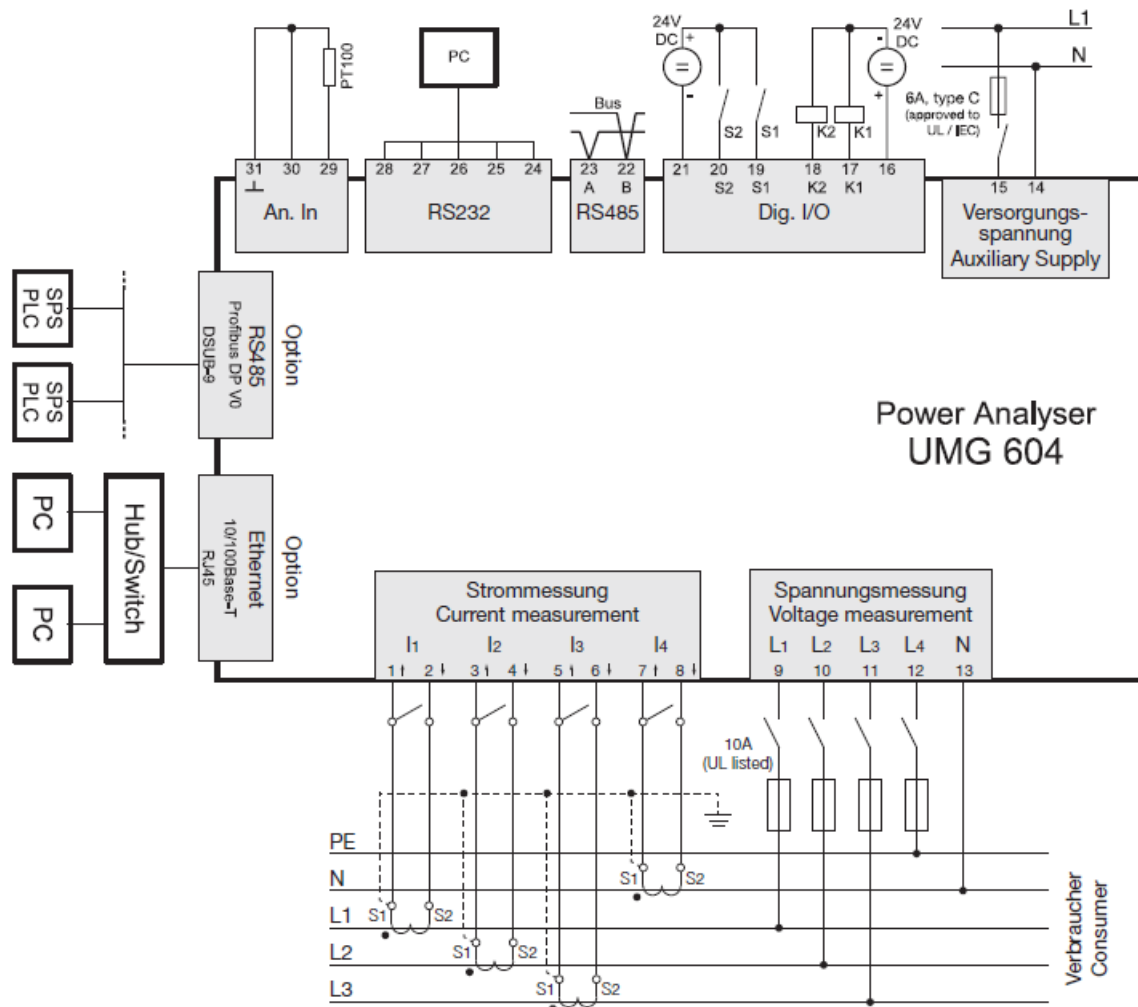 24V
DC
+
-
24V
DC
-
+
L1
N
PT100
PC
Bus
S2
S1
K2
K1
6A, type C
(approved to
UL / IEC)
31
30
29
28
27
26
25
24
23
22
21
20
19
18
17
16
15
14
A
B
S2
S1
K2
K1
An. In
RS232
RS485
Dig. I/O
Versorgungs-
spannung
Auxiliary Supply
SPS
PLC
SPS
PLC
RS485
Profibus DP V0
DSUB-9
Option
Power Analyser
UMG 604
PC
PC
Hub/Switch
Ethernet
10/100Base-T
RJ45
Option
Strommessung
Current measurement
I1
I2
I3
I4
1
2
3
4
5
6
7
8
Spannungsmessung
Voltage measurement
L1
L2
L3
L4
N
9
10
11
12
13
10A
(UL listed)
PE
N
L1
L2
L3
S1
S2
S1
S2
S1
S2
S1
S2
Verbraucher
Consumer